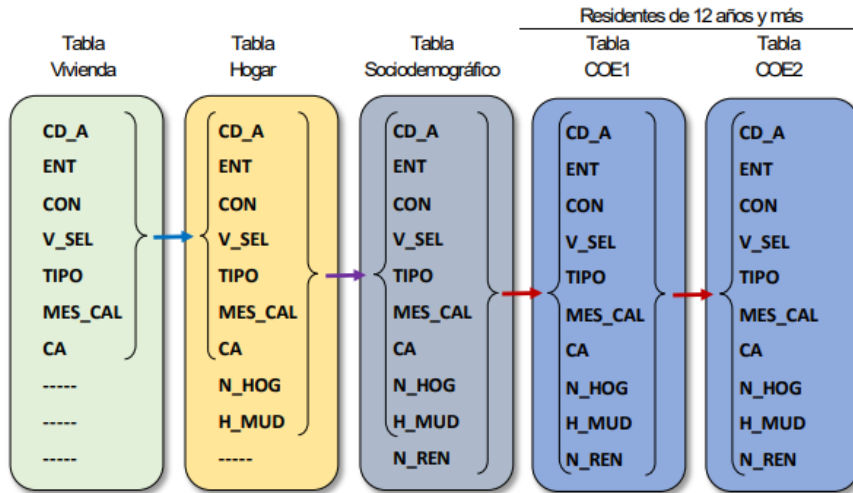 Residentes de 12 años y más
Tabla
Vivienda
Tabla
Hogar
Tabla
Sociodemográfico
Tabla
COE1
Tabla
COE2
CD_A
ENT
CON
V_SEL
TIPO
MES_CAL
CA
-----
-----
-----
CD_A
ENT
CON
V_SEL
TIPO
MES_CAL
CA
N_HOG
H_MUD
-----
CD_A
ENT
CON
V_SEL
TIPO
MES_CAL
CA
N_HOG
H_MUD
N_REN
CD_A
ENT
CON
V_SEL
TIPO
MES_CAL
CA
N_HOG
H_MUD
N_REN
CD_A
ENT
CON
V_SEL
TIPO
MES_CAL
CA
N_HOG
H_MUD
N_REN